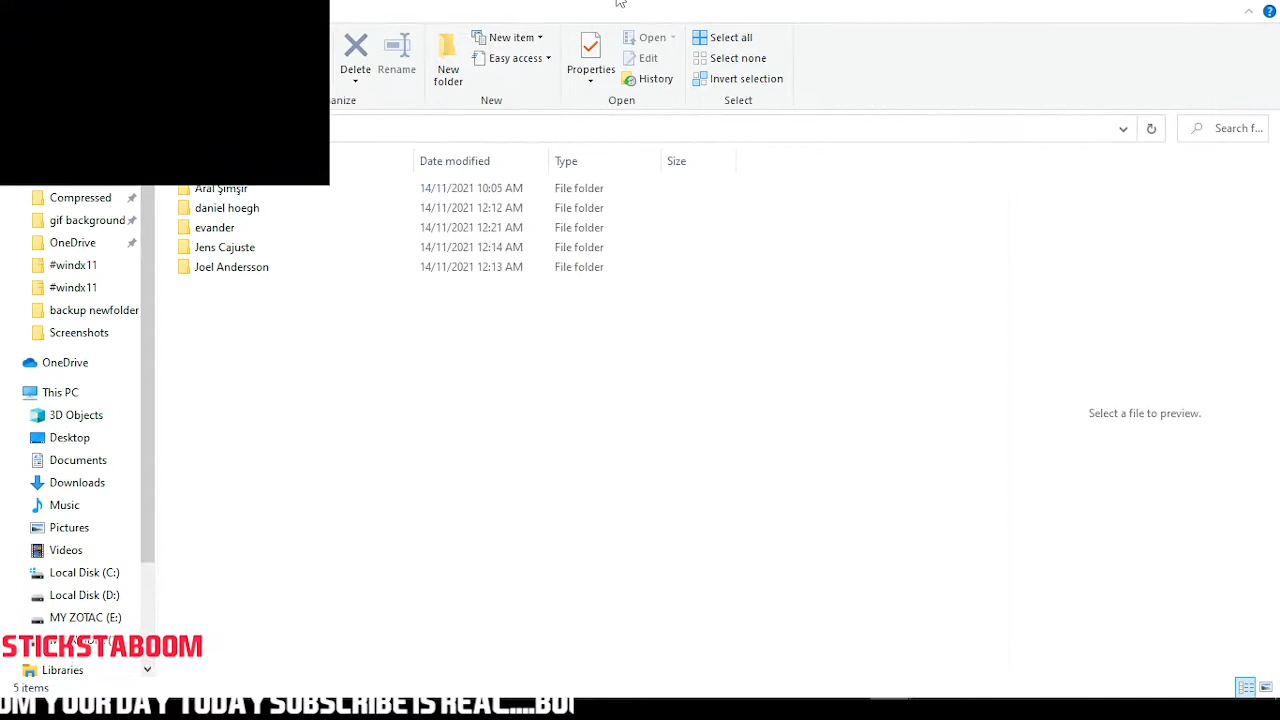 New item
Open
Select all
Easy access
Edit
Select none
Delete
Rename
New folder
Properties
History
Invert selection
anize
New
Open
Select
Search f...
Date modified
Type
Size
Aral Şimşir
14/11/2021 10:05 AM
File folder
daniel hoegh
14/11/2021 12:12 AM
File folder
evander
14/11/2021 12:21 AM
File folder
Jens Cajuste
14/11/2021 12:14 AM
File folder
Joel Andersson
14/11/2021 12:13 AM
File folder
Compressed
gif background
OneDrive
#windx11
#windx11
backup newfolder
Screenshots
OneDrive
This PC
3D Objects
Desktop
Documents
Downloads
Music
Pictures
Videos
Local Disk (C:)
Local Disk (D:)
MY ZOTAC (E:)
STICKSTABOOM
Libraries
Select a file to preview.
5 items
OM YOUR DAY TODAY SUBSCRIBE IS REAL....BUT